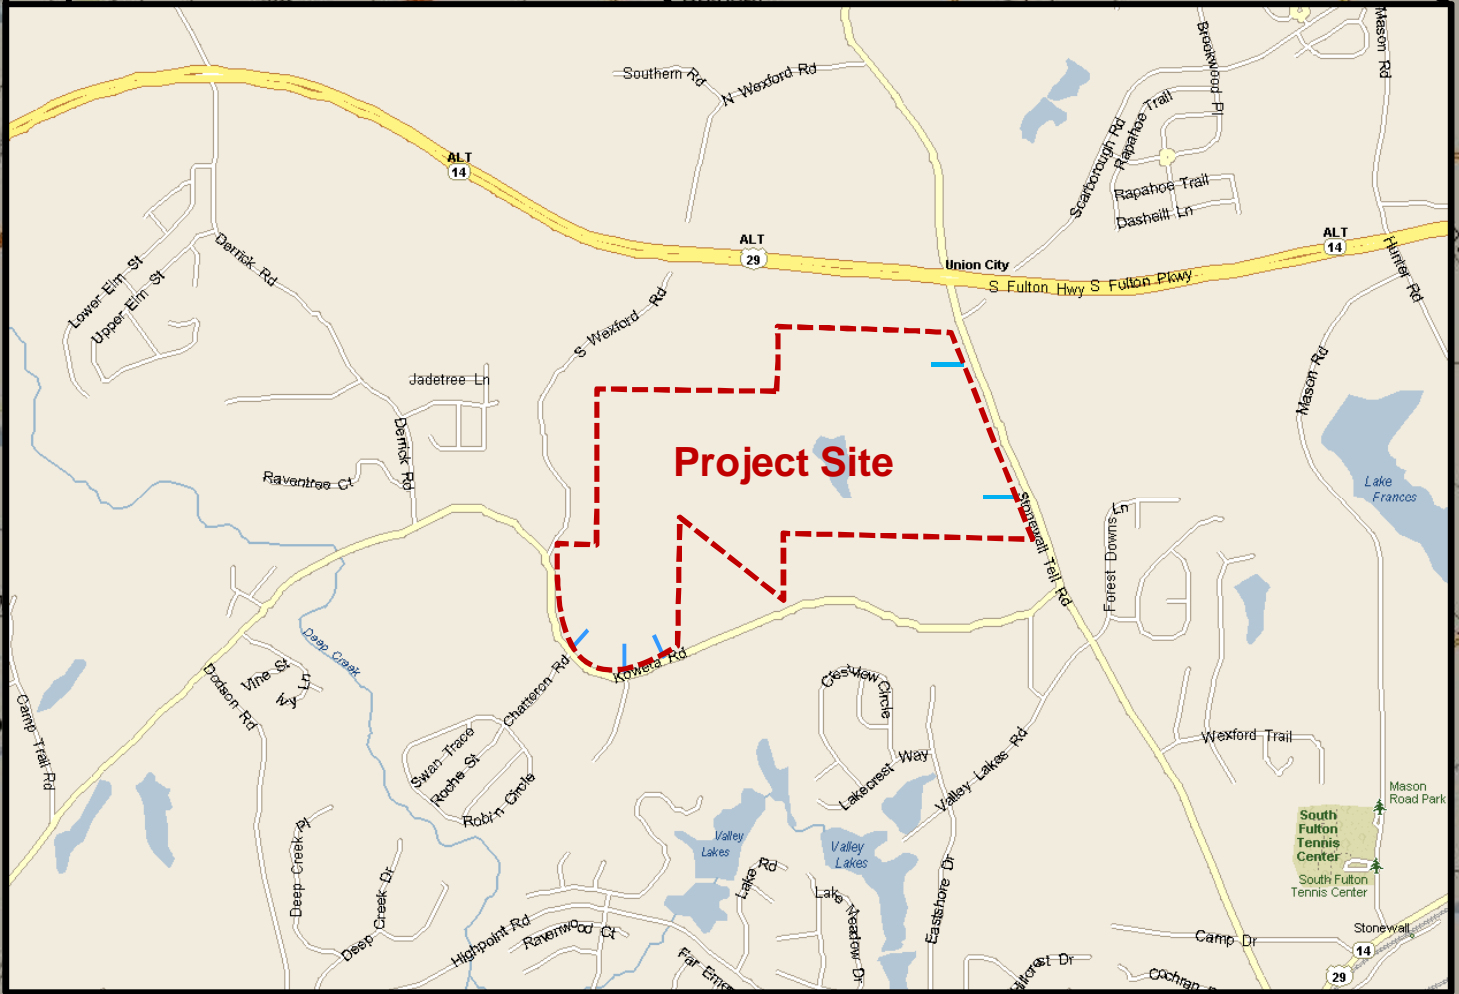 Mason Rd
Brookwood Pl
Southern Rd
N Wexford Rd
Scarborough Rd
Rapahoe Trail
ALT
14
Rapahoe Trail
Dasheill Ln
ALT
29
ALT
14
Union City
S Fulton Hwy
S Fulton Pkwy
Hunter Rd
Derrick Rd
Lower Elm St
Upper Elm St
S Wexford Rd
Mason Rd
Jadetree Ln
Derrick Rd
Raventree Ct
Project Site
Lake
Frances
Stonewall Tell Rd
Forest Downs Ln
Deep Creek
Vine St
Ivy Ln
Dodson Rd
Camp Trail Rd
Chatteron Rd
Koweta Rd
Crestview Circle
Swan Trace
Roche St
Robin Circle
Lakecrest Way
Valley Lakes Rd
Wexford Trail
Mason
Road Park
South
Fulton
Tennis
Center
South Fulton
Tennis Center
Valley
Lakes
Valley
Lakes
Deep Creek Pl
Deep Creek Dr
Lake Rd
Lake Meadow Dr
Eastshore Dr
Highpoint Rd
Ravenwood Ct
Camp Dr
Stonewall
14
29